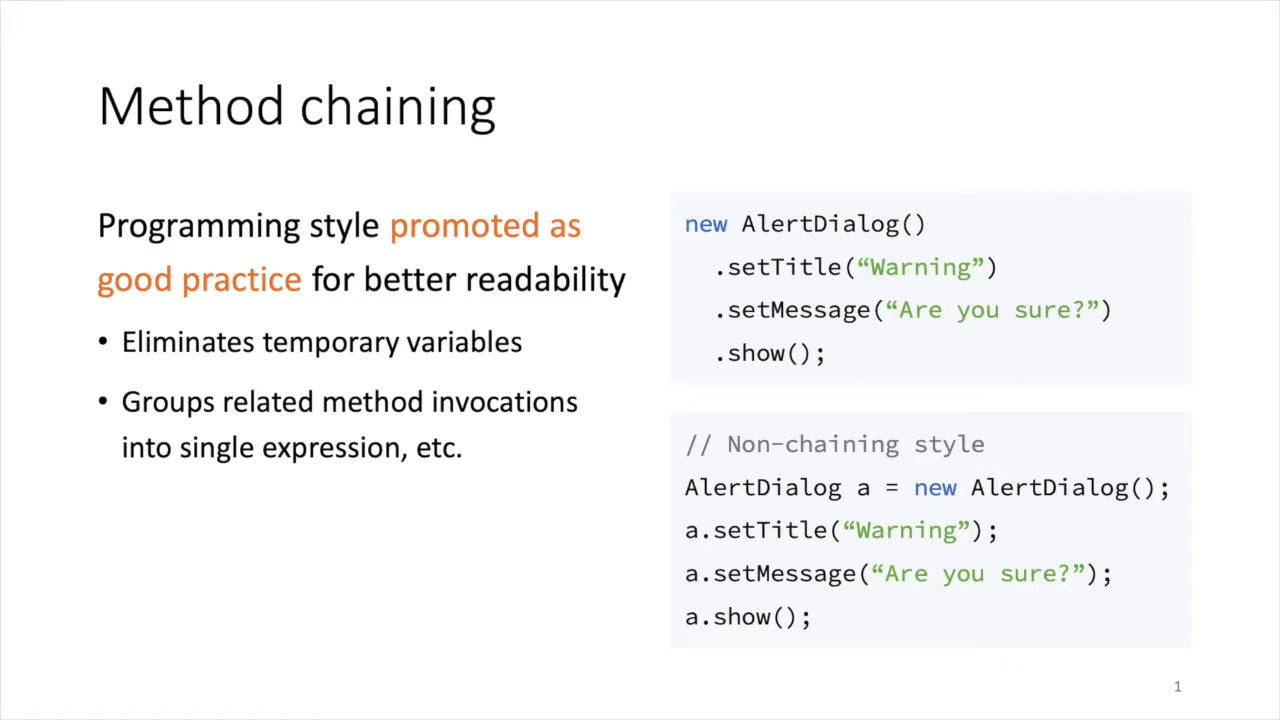 Method chaining
Programming style promoted as
good practice for better readability
• Eliminates temporary variables
• Groups related method invocations
into single expression, etc.
new AlertDialog()
.setTitle(“Warning”)
.setMessage(“Are you sure?”)
.show();
// Non-chaining style
AlertDialog a = new AlertDialog();
a.setTitle(“Warning”);
a.setMessage(“Are you sure?”);
a.show();
1